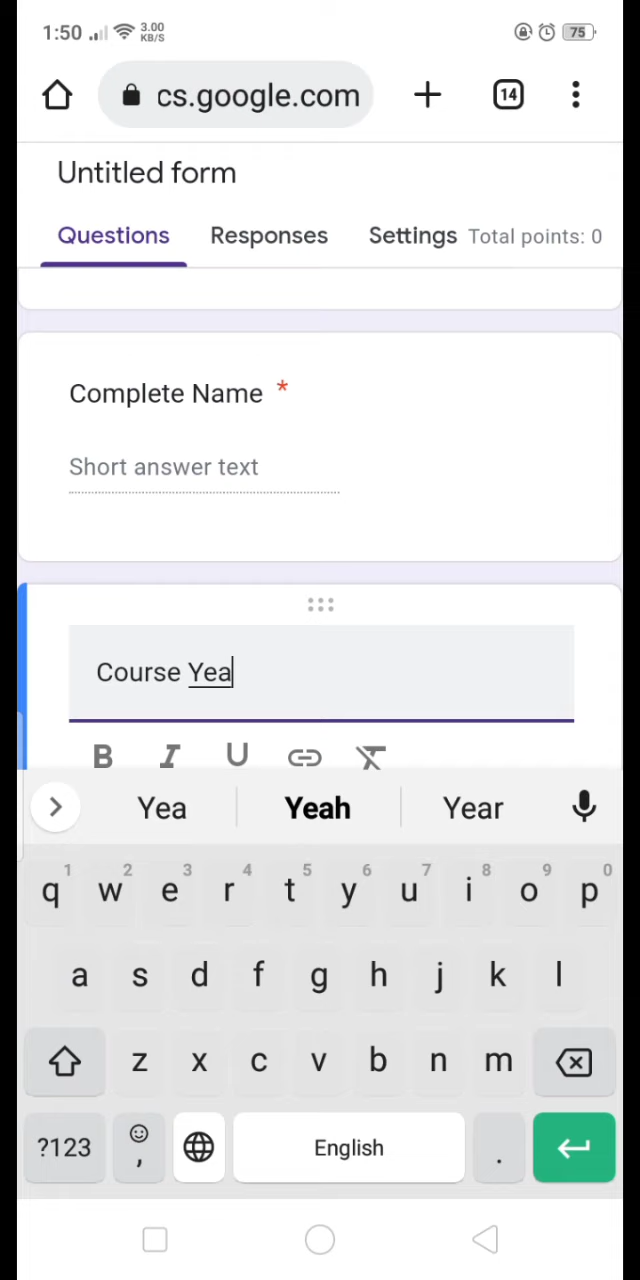 1:50 3.00 KB/S 75
cs.google.com 14
Untitled form
Questions Responses Settings Total points: 0
Complete Name *
Short answer text
Course Yea
B I U
Yea Yeah Year
1 2 3 4 5 6 7 8 9 0
q w e r t y u i o p
a s d f g h j k l
z x c v b n m
?123 , English .